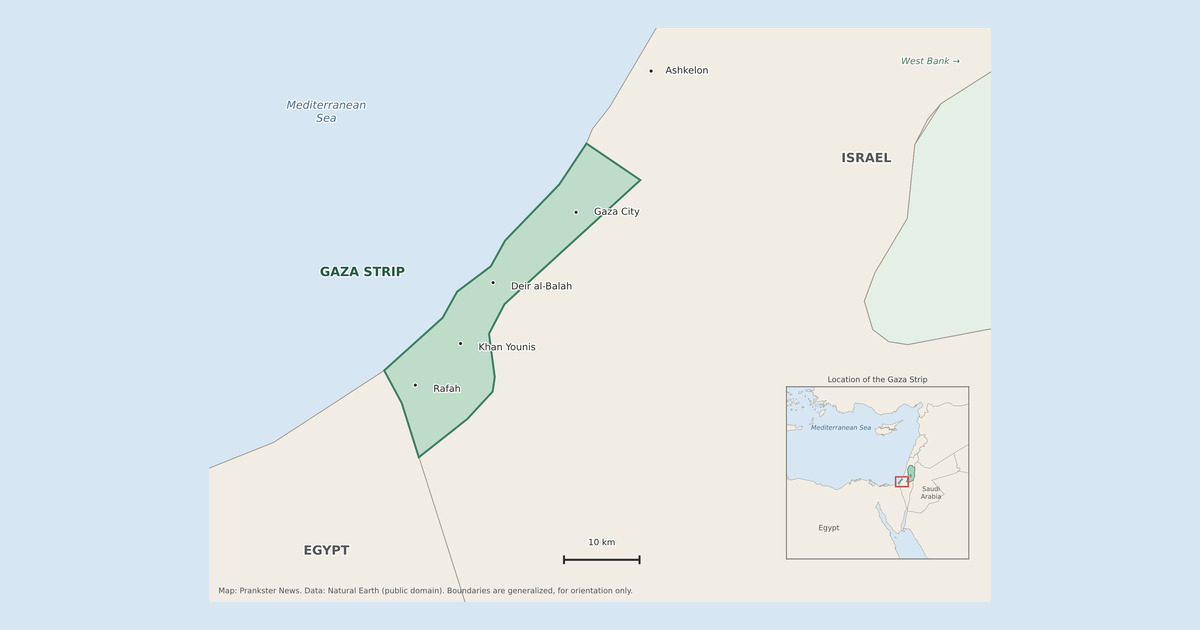 Ashkelon
West Bank →
Mediterranean
Sea
ISRAEL
Gaza City
GAZA STRIP
Deir al-Balah
Khan Younis
Rafah
Location of the Gaza Strip
Mediterranean Sea
Saudi
Arabia
Egypt
10 km
EGYPT
Map: Prankster News. Data: Natural Earth (public domain). Boundaries are generalized, for orientation only.